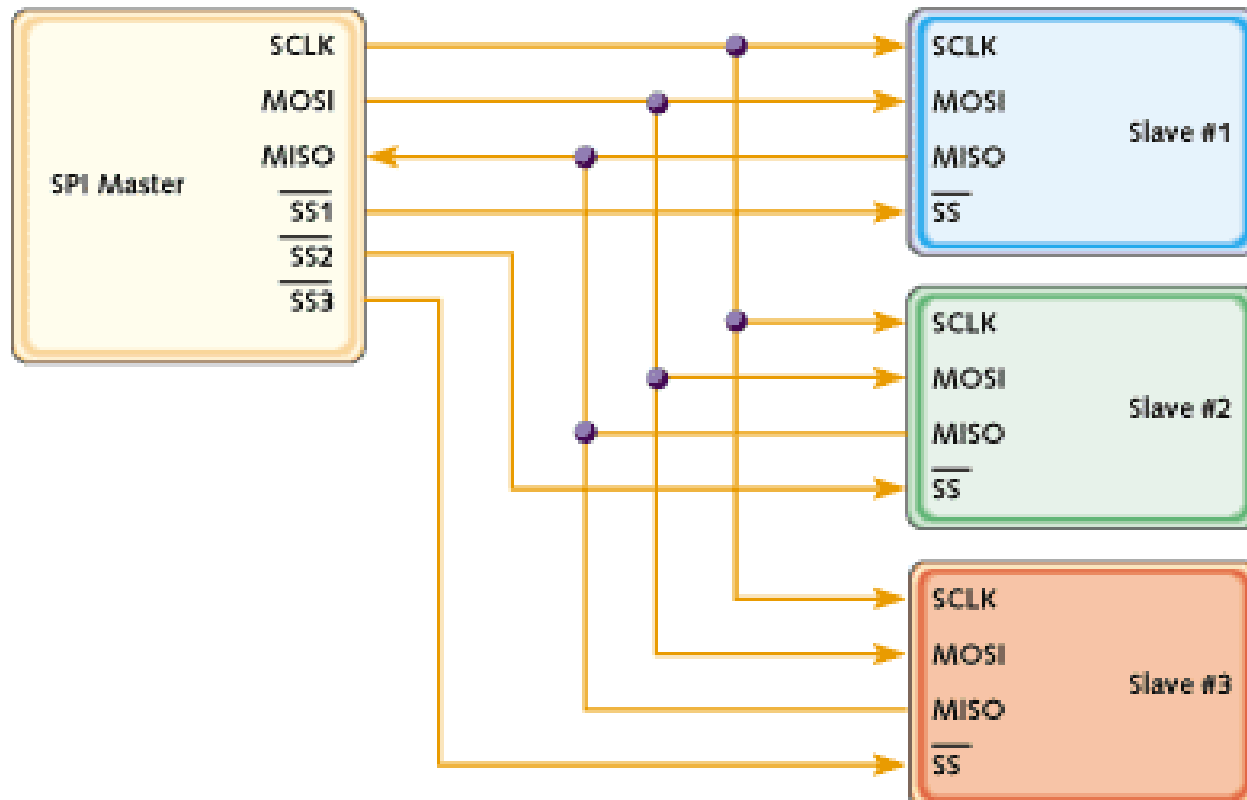 SPI Master
SCLK
MOSI
MISO
SS1
SS2
SS3
SCLK
MOSI
MISO
SS
Slave #1
SCLK
MOSI
MISO
SS
Slave #2
SCLK
MOSI
MISO
SS
Slave #3